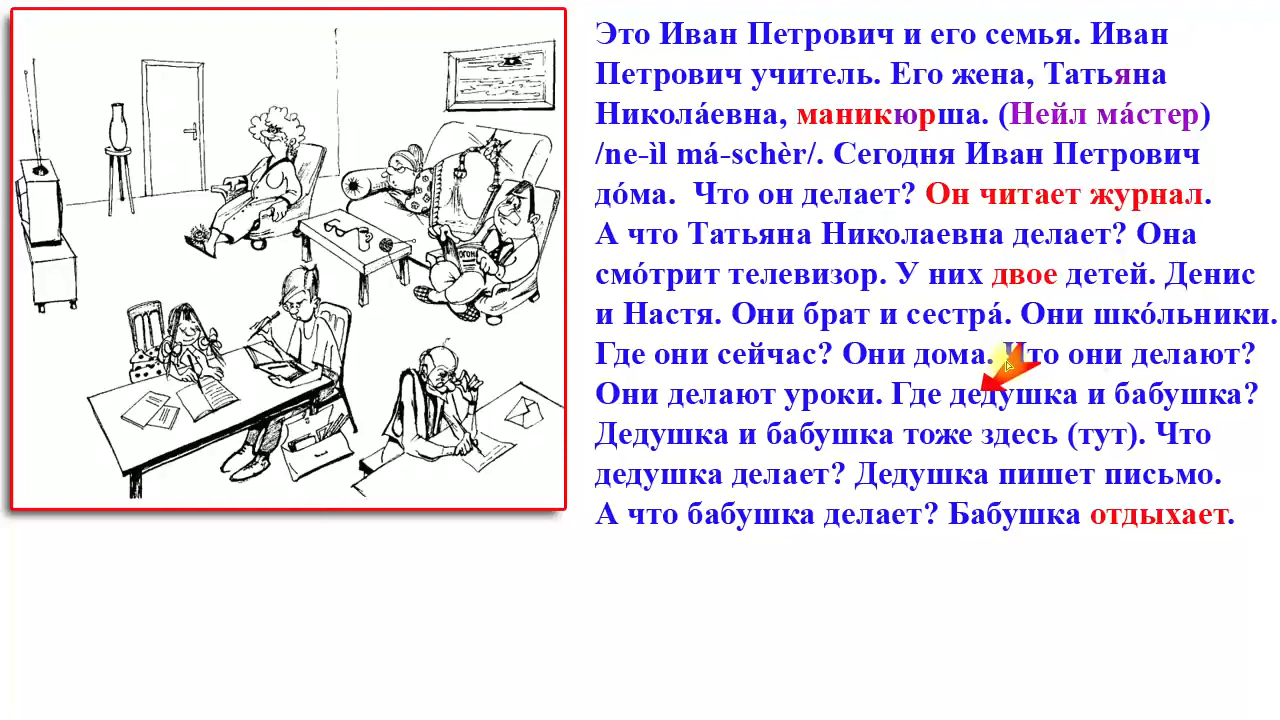 Это Иван Петрович и его семья. Иван
Петрович учитель. Его жена, Татьяна
Никола́евна, маникюрша. (Нейл ма́стер)
/ne-ìl má-schèr/. Сегодня Иван Петрович
до́ма. Что он делает? Он читает журнал.
А что Татьяна Николаевна делает? Она
смо́трит телевизор. У них двое детей. Денис
и Настя. Они брат и сестра́. Они шко́льники.
Где они сейчас? Они дома. Что они делают?
Они делают уроки. Где дедушка и бабушка?
Дедушка и бабушка тоже здесь (тут). Что
дедушка делает? Дедушка пишет письмо.
А что бабушка делает? Бабушка отдыхает.